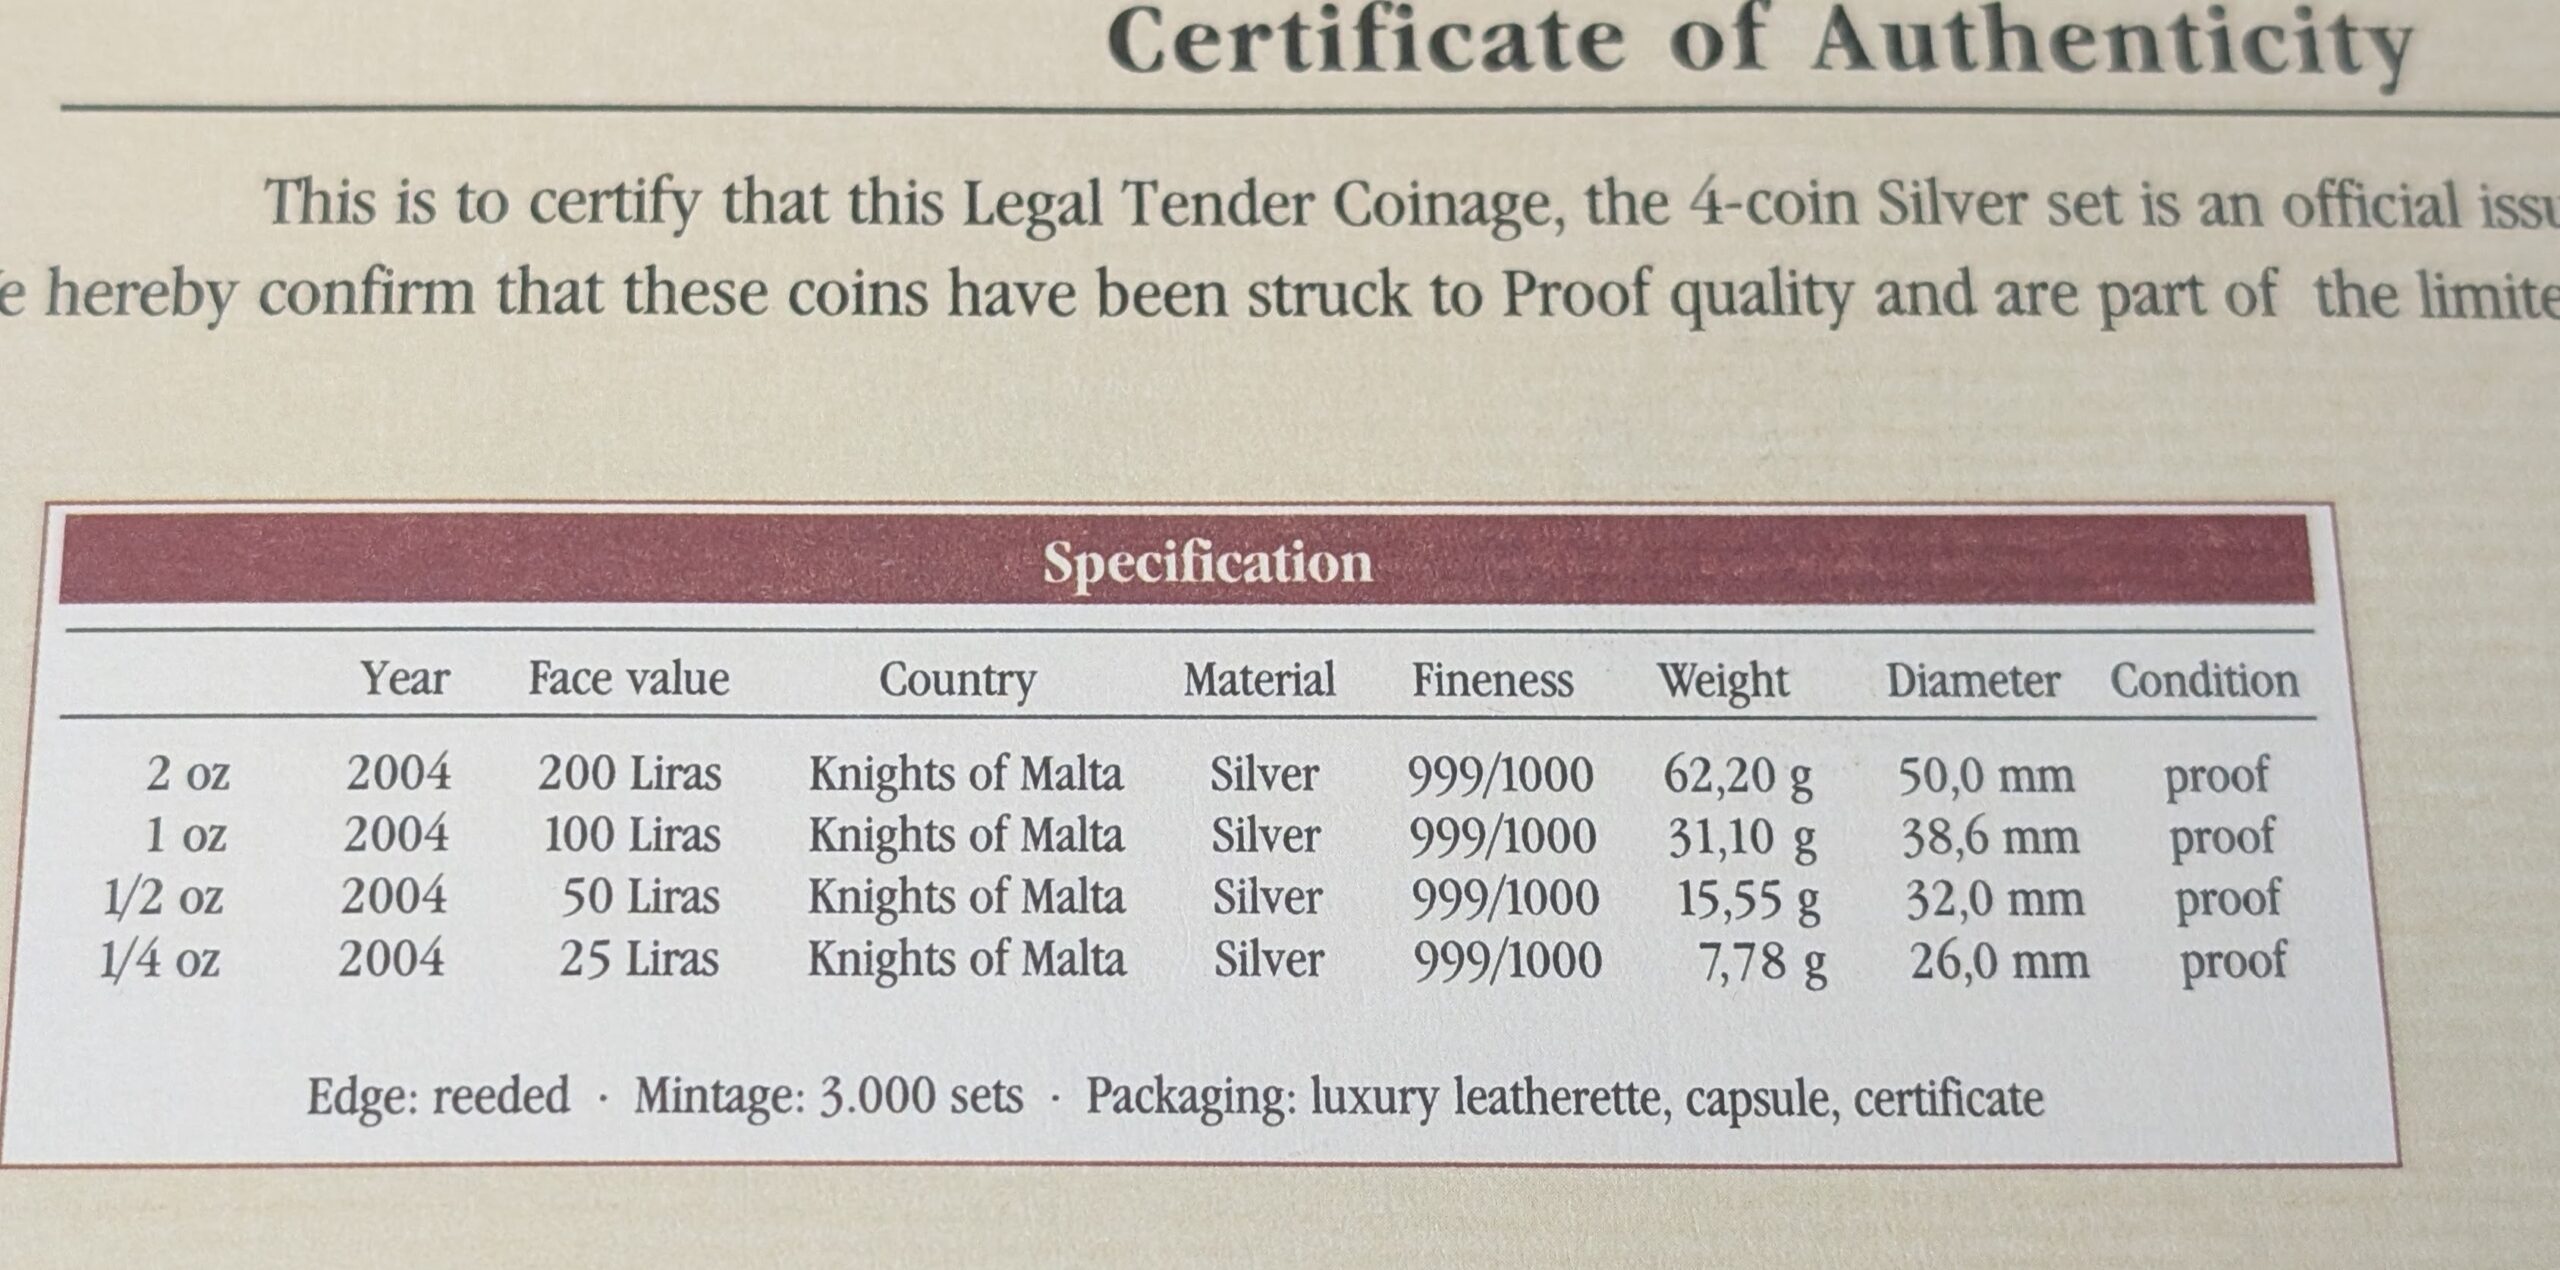 Certificate of Authenticity
This is to certify that this Legal Tender Coinage, the 4-coin Silver set is an official
hereby confirm that these coins have been struck to Proof quality and are part of the
Specification
Year Face value Country Material Fineness Weight Diameter Condition
2 oz 2004 200 Liras Knights of Malta Silver 999/1000 62,20 g 50,0 mm proof
1 oz 2004 100 Liras Knights of Malta Silver 999/1000 31,10 g 38,6 mm proof
1/2 oz 2004 50 Liras Knights of Malta Silver 999/1000 15,55 g 32,0 mm proof
1/4 oz 2004 25 Liras Knights of Malta Silver 999/1000 7,78 g 26,0 mm proof
Edge: reeded · Mintage: 3.000 sets · Packaging: luxury leatherette, capsule, certificate